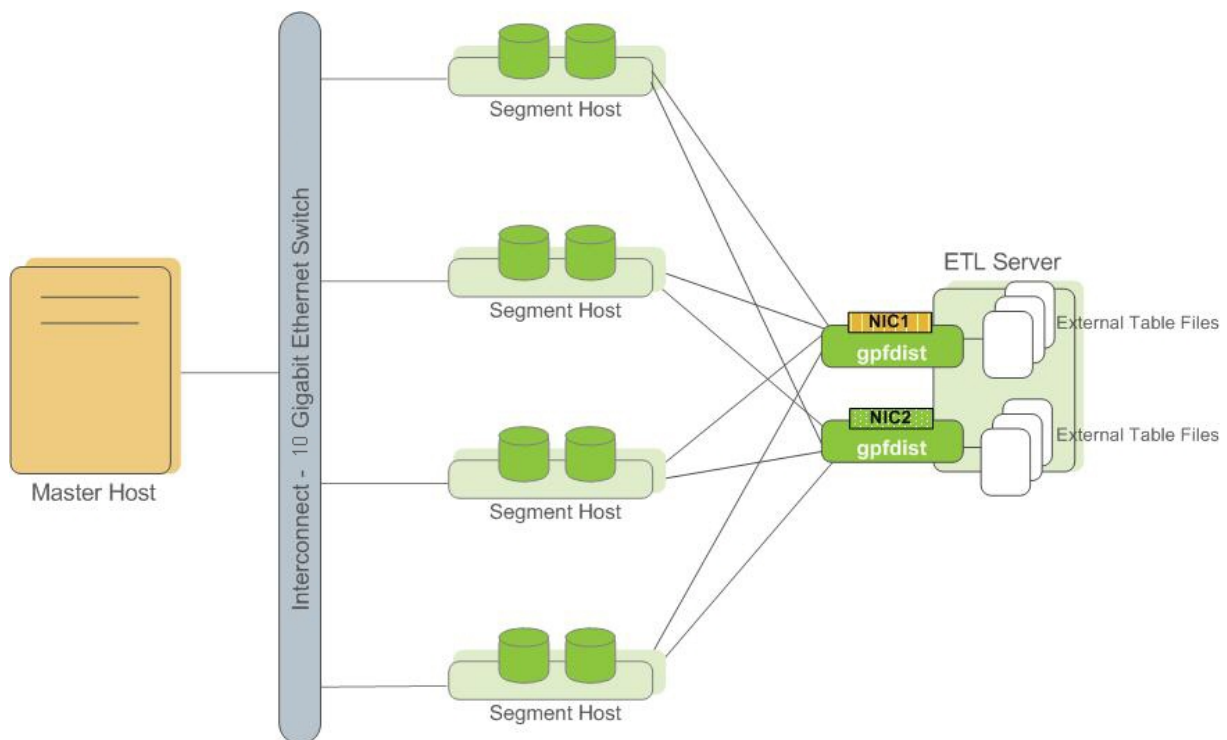 Master Host
Interconnect - 10 Gigabit Ethernet Switch
Segment Host
Segment Host
Segment Host
Segment Host
ETL Server
NIC1
gpfdist
External Table Files
NIC2
gpfdist
External Table Files